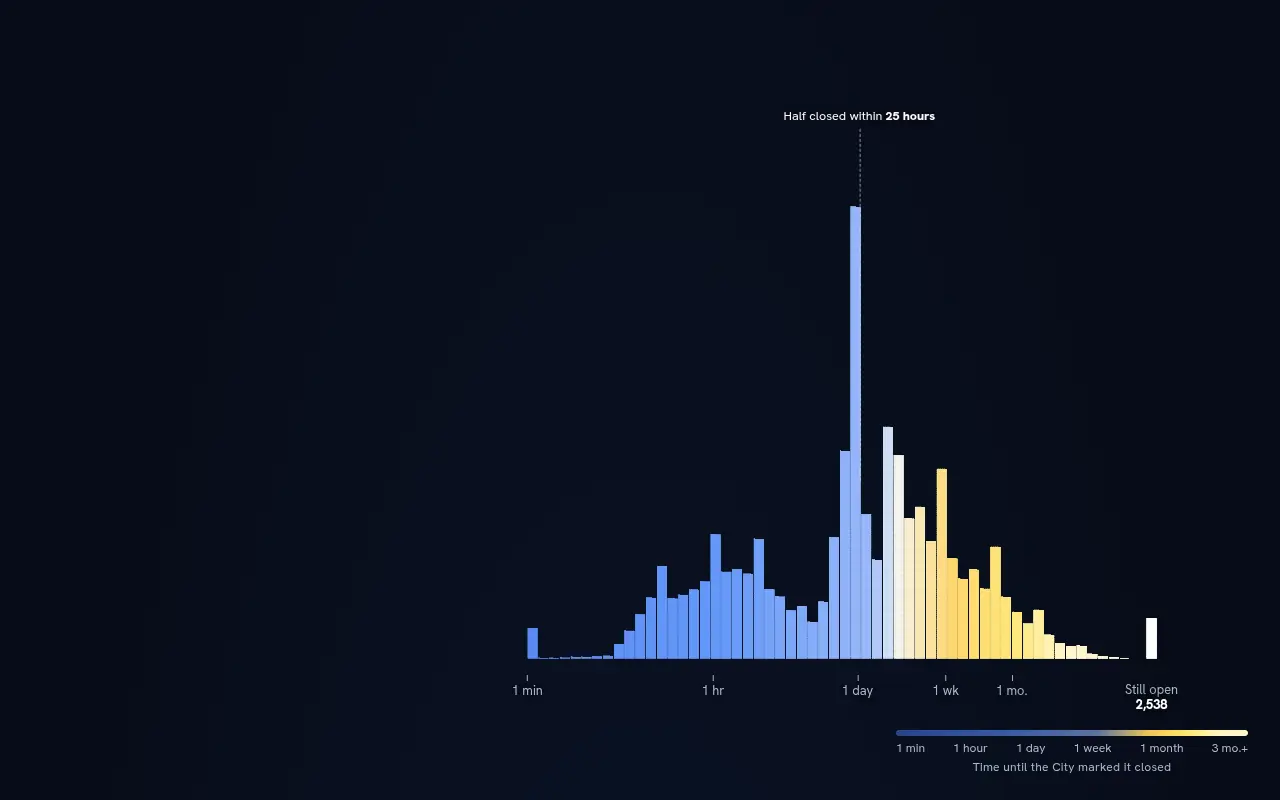 Half closed within 25 hours
1 min 1 hr 1 day 1 wk 1 mo. Still open
2,538
1 min 1 hour 1 day 1 week 1 month 3 mo.+
Time until the City marked it closed